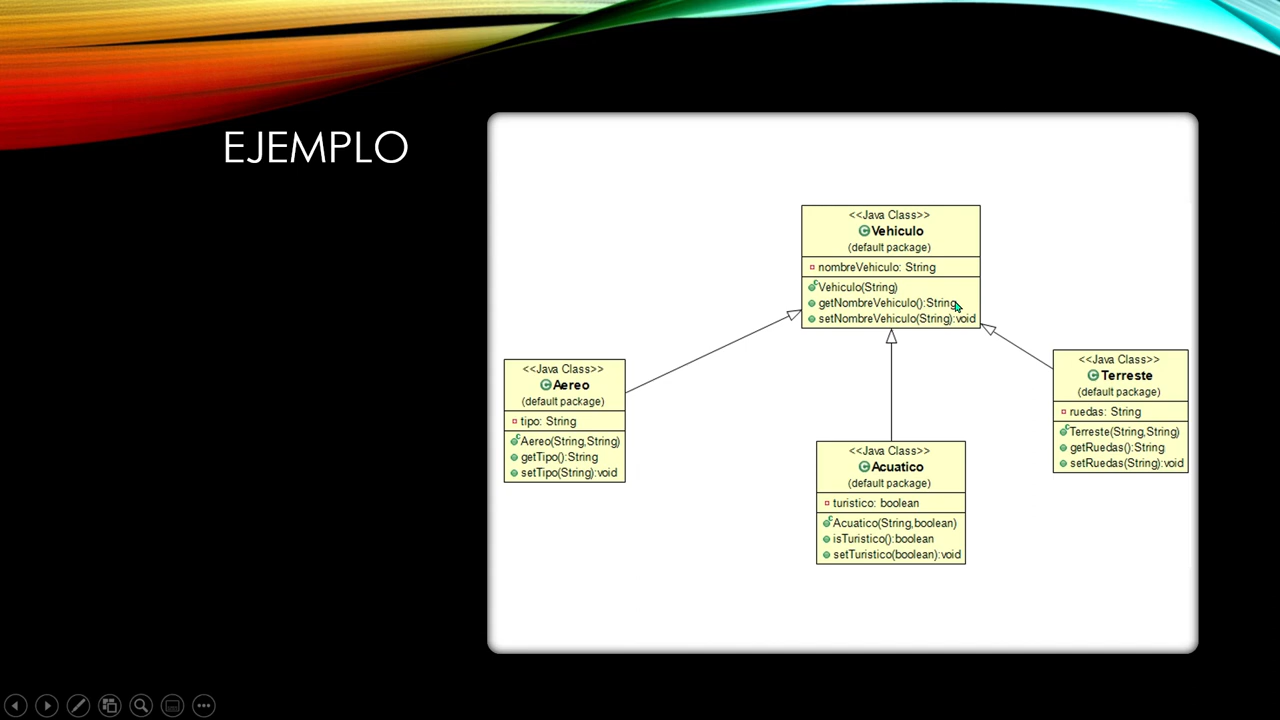 EJEMPLO
<<Java Class>>
Vehiculo
(default package)
nombreVehiculo: String
Vehiculo(String)
getNombreVehiculo():String
setNombreVehiculo(String):void
<<Java Class>>
Aereo
(default package)
tipo: String
Aereo(String,String)
getTipo():String
setTipo(String):void
<<Java Class>>
Acuatico
(default package)
turistico: boolean
Acuatico(String,boolean)
isTuristico():boolean
setTuristico(boolean):void
<<Java Class>>
Terreste
(default package)
ruedas: String
Terreste(String,String)
getRuedas():String
setRuedas(String):void